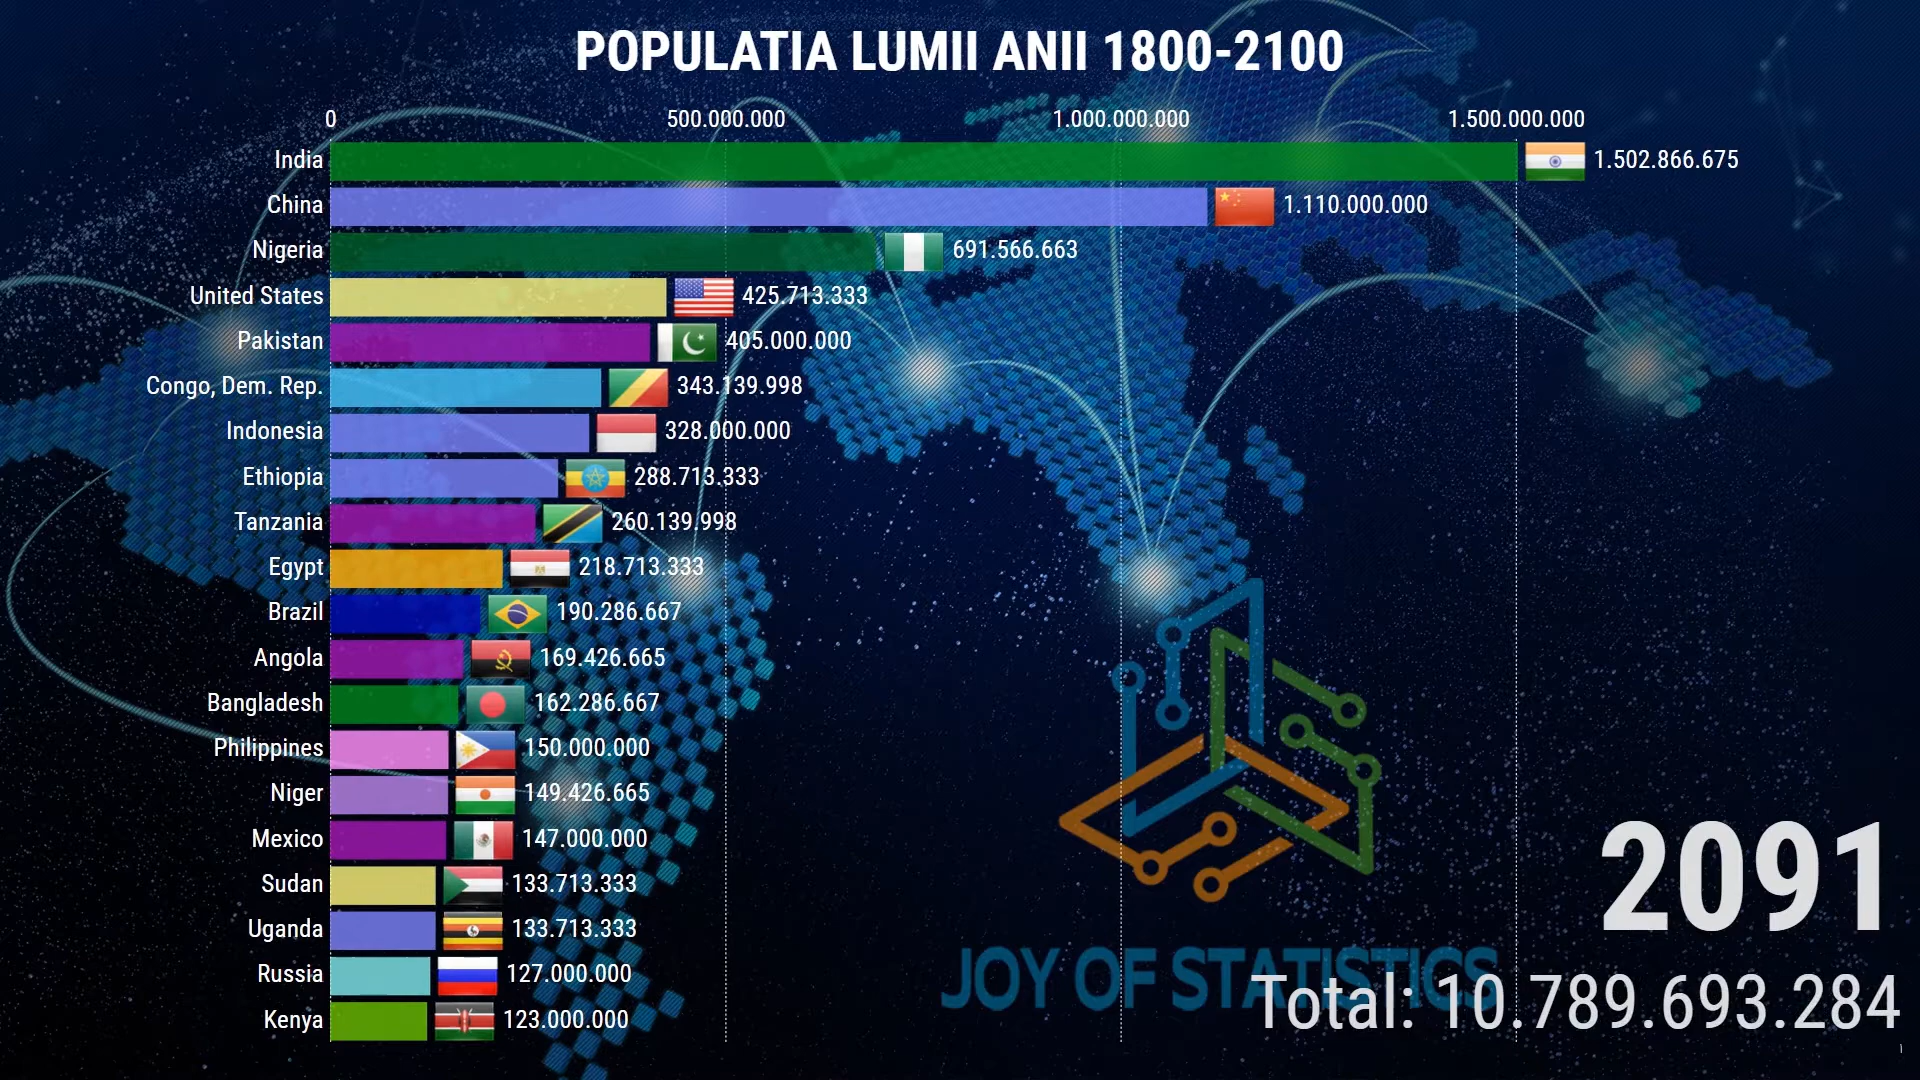 POPULATIA LUMII ANII 1800-2100
0 500.000.000 1.000.000.000 1.500.000.000
India 1.502.866.675
China 1.110.000.000
Nigeria 691.566.663
United States 425.713.333
Pakistan 405.000.000
Congo, Dem. Rep. 343.139.998
Indonesia 328.000.000
Ethiopia 288.713.333
Tanzania 260.139.998
Egypt 218.713.333
Brazil 190.286.667
Angola 169.426.665
Bangladesh 162.286.667
Philippines 150.000.000
Niger 149.426.665
Mexico 147.000.000
Sudan 133.713.333
Uganda 133.713.333
Russia 127.000.000
Kenya 123.000.000
2091
JOY OF STATISTICS
Total: 10.789.693.284